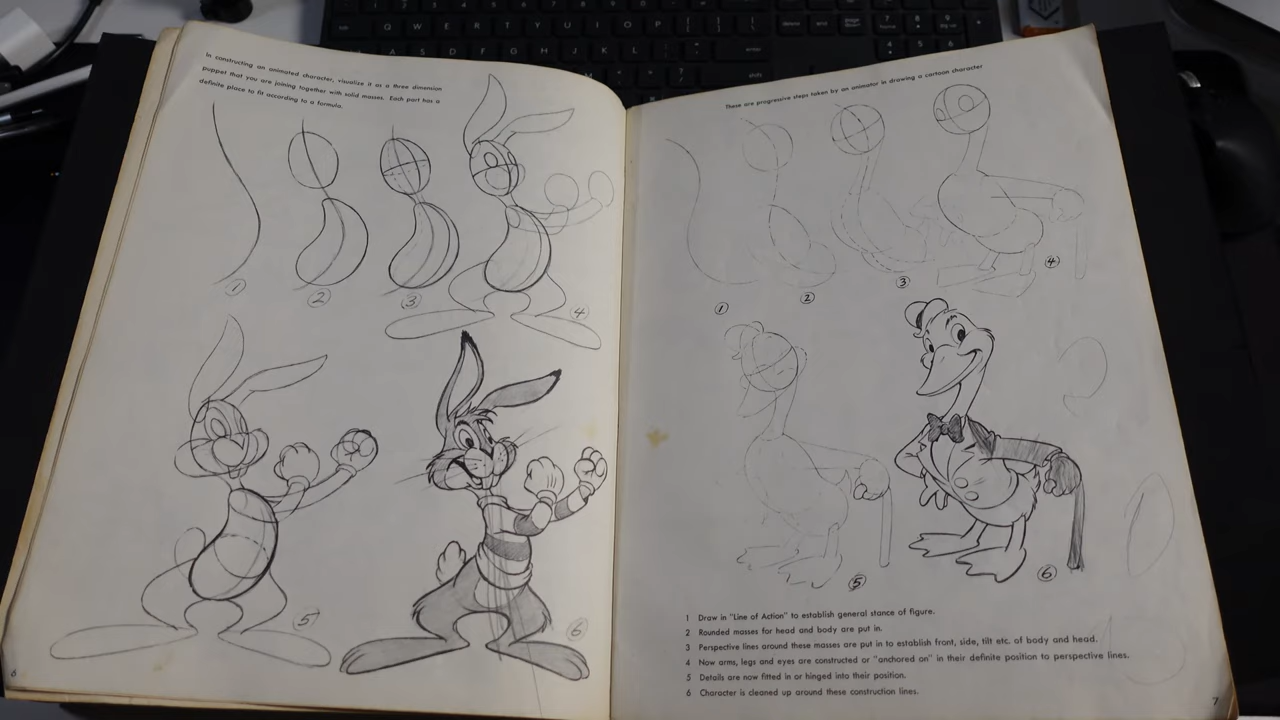 In constructing an animated character, visualize it as a three dimension
puppet that you are joining together with solid masses. Each part has a
definite place to fit according to a formula.
1
2
3
4
5
6
6
These are progressive steps taken by an animator in drawing a cartoon character
1
2
3
4
5
6
1 Draw in "Line of Action" to establish general stance of figure.
2 Rounded masses for head and body are put in.
3 Perspective lines around these masses are put in to establish front, side, tilt etc. of body and head.
4 Now arms, legs and eyes are constructed or "anchored on" in their definite position to perspective lines.
5 Details are now fitted in or hinged into their position.
6 Character is cleaned up around these construction lines.
7
Q W E R T Y U I O P